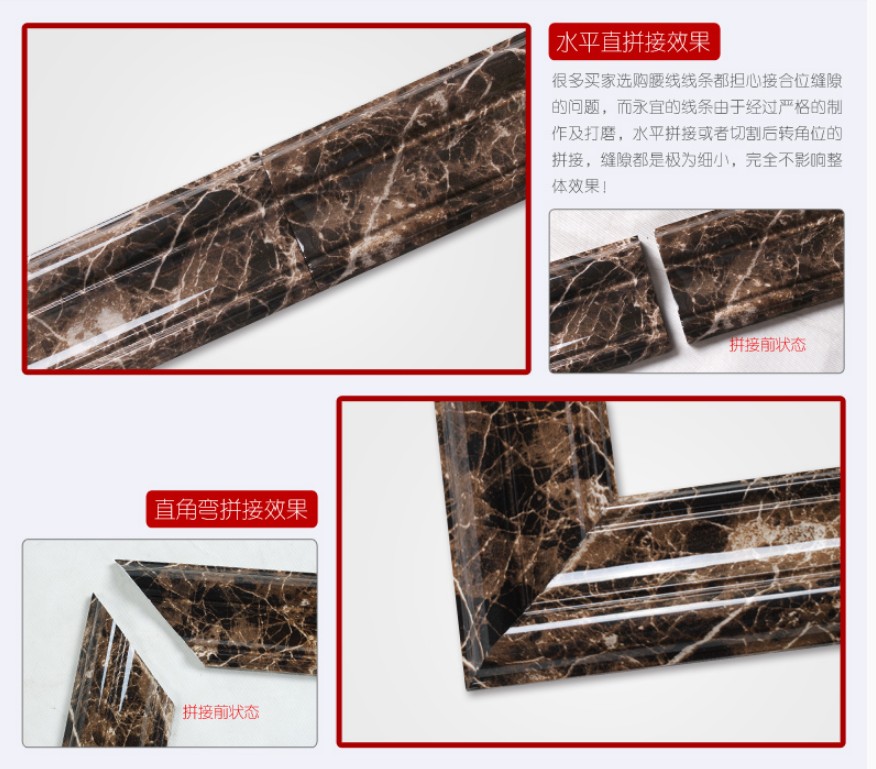 水平直拼接效果
很多买家选购腰线线条都担心接合位缝隙
的问题，而永宜的线条由于经过严格的制
作及打磨，水平拼接或者切割后转角位的
拼接，缝隙都是极为细小，完全不影响整
体效果！
拼接前状态
直角弯拼接效果
拼接前状态